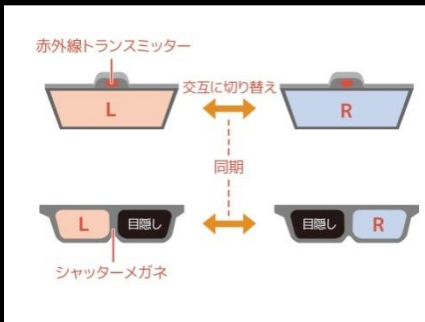 赤外線トランスミッター
交互に切り替え
L
R
同期
L
目隠し
目隠し
R
シャッターメガネ